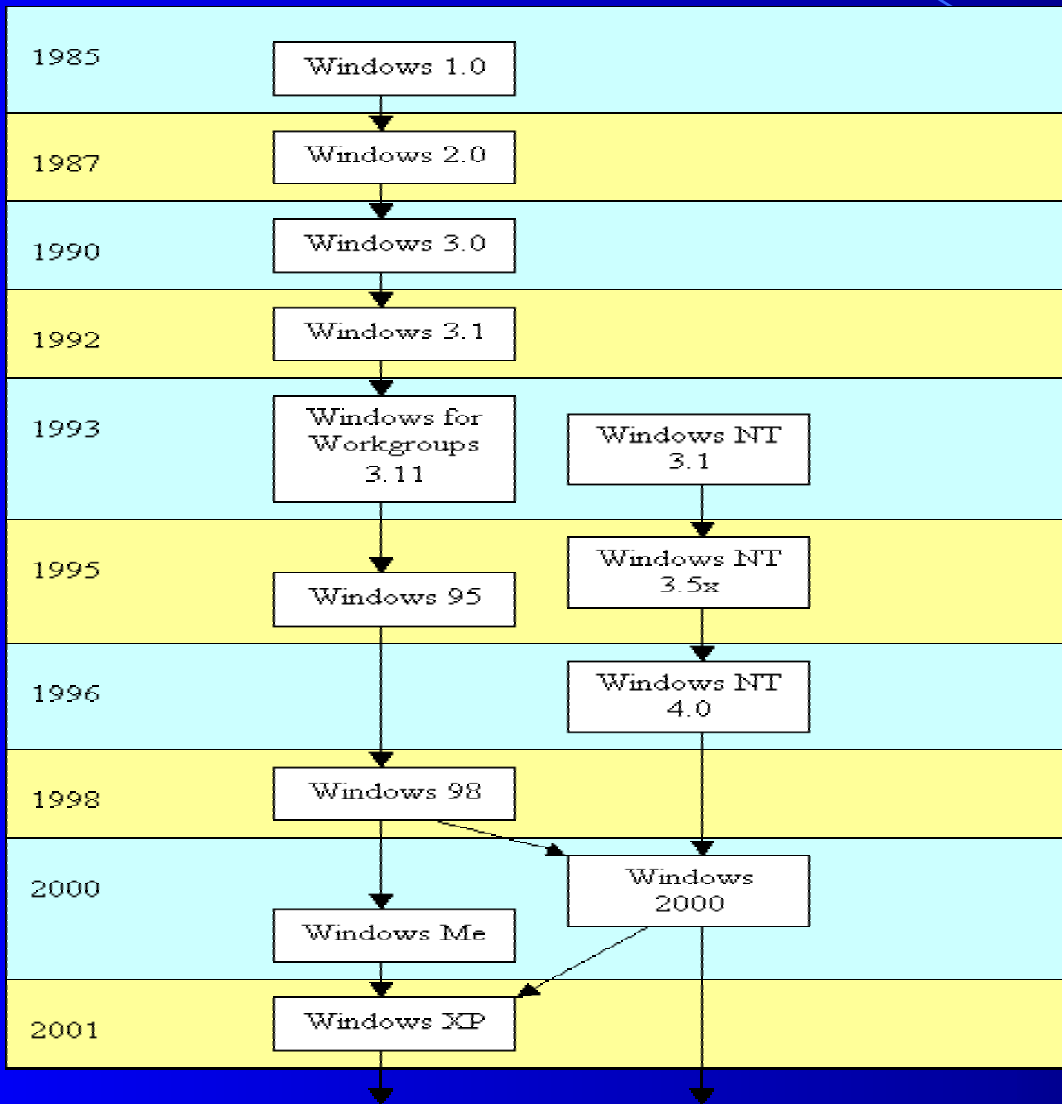 1985
Windows 1.0
1987
Windows 2.0
1990
Windows 3.0
1992
Windows 3.1
1993
Windows for
Workgroups
3.11
Windows NT
3.1
1995
Windows 95
Windows NT
3.5x
1996
Windows NT
4.0
1998
Windows 98
2000
Windows Me
Windows
2000
2001
Windows XP